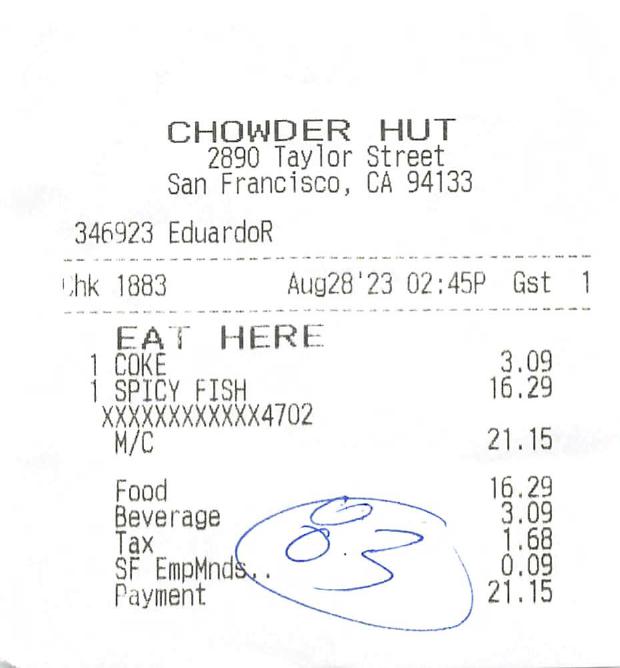 CHOWDER HUT
2890 Taylor Street
San Francisco, CA 94133
346923 EduardoR
Chk 1883 Aug28'23 02:45P Gst 1
EAT HERE
1 COKE 3.09
1 SPICY FISH 16.29
XXXXXXXXXXXX4702
M/C 21.15
Food 16.29
Beverage 3.09
Tax 1.68
SF EmpMnds.. 0.09
Payment 21.15